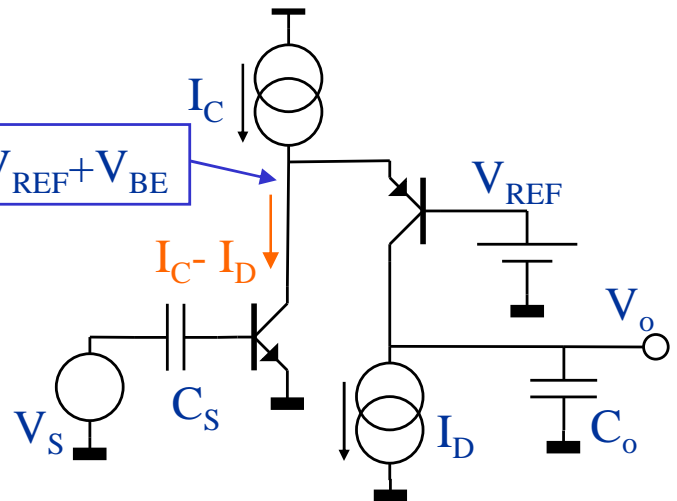 I_C
V_REF+V_BE
V_REF
I_C- I_D
V_o
C_S
V_S
I_D
C_o